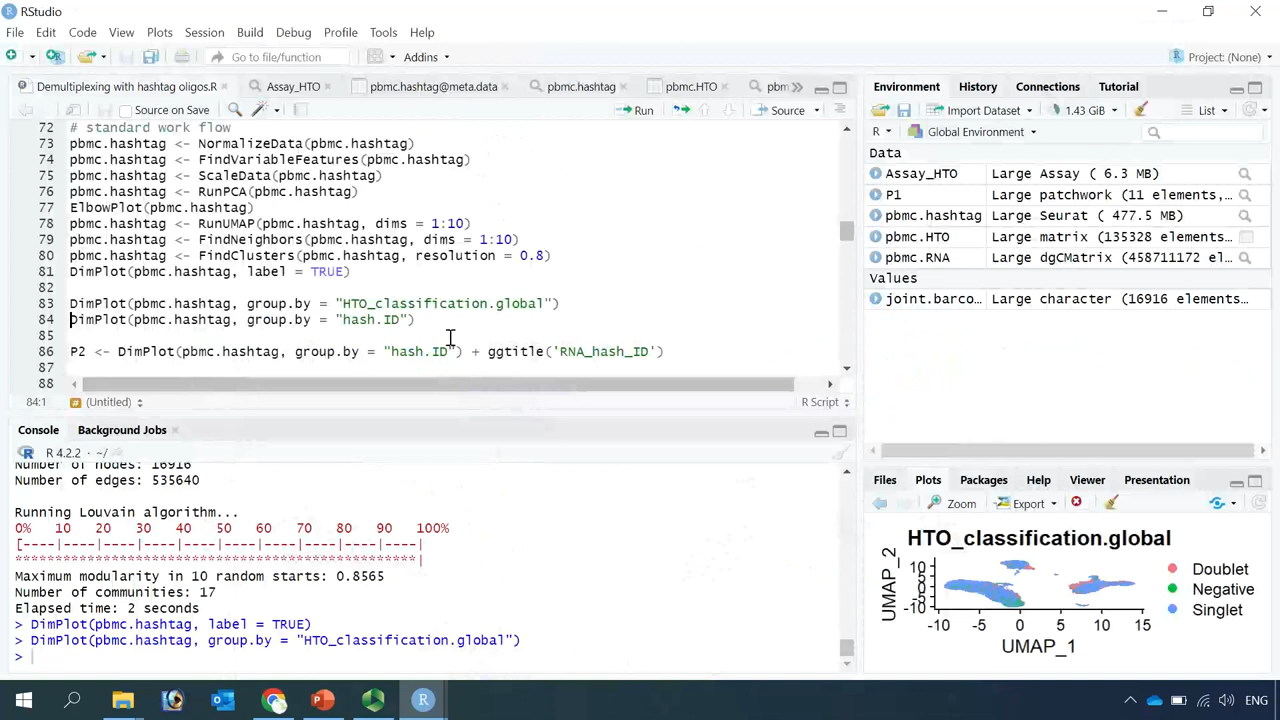 RStudio
File Edit Code View Plots Session Build Debug Profile Tools Help
Go to file/function
Addins
Project: (None)
Demultiplexing with hashtag oligos.R
Assay_HTO
pbmc.hashtag@meta.data
pbmc.hashtag
pbmc.HTO
pbm
Source on Save
Run
Source
72 # standard work flow
73 pbmc.hashtag <- NormalizeData(pbmc.hashtag)
74 pbmc.hashtag <- FindVariableFeatures(pbmc.hashtag)
75 pbmc.hashtag <- ScaleData(pbmc.hashtag)
76 pbmc.hashtag <- RunPCA(pbmc.hashtag)
77 ElbowPlot(pbmc.hashtag)
78 pbmc.hashtag <- RunUMAP(pbmc.hashtag, dims = 1:10)
79 pbmc.hashtag <- FindNeighbors(pbmc.hashtag, dims = 1:10)
80 pbmc.hashtag <- FindClusters(pbmc.hashtag, resolution = 0.8)
81 DimPlot(pbmc.hashtag, label = TRUE)
82
83 DimPlot(pbmc.hashtag, group.by = "HTO_classification.global")
84 DimPlot(pbmc.hashtag, group.by = "hash.ID")
85
86 P2 <- DimPlot(pbmc.hashtag, group.by = "hash.ID") + ggtitle('RNA_hash_ID')
87
88
84:1 (Untitled) R Script
Console Background Jobs
R 4.2.2 · ~/
Number of nodes: 16916
Number of edges: 535640
Running Louvain algorithm...
0% 10 20 30 40 50 60 70 80 90 100%
[----|----|----|----|----|----|----|----|----|----|
**************************************************|
Maximum modularity in 10 random starts: 0.8565
Number of communities: 17
Elapsed time: 2 seconds
> DimPlot(pbmc.hashtag, label = TRUE)
> DimPlot(pbmc.hashtag, group.by = "HTO_classification.global")
>
Environment History Connections Tutorial
Import Dataset 1.43 GiB List
R Global Environment
Data
Assay_HTO Large Assay ( 6.3 MB)
P1 Large patchwork (11 elements,…
pbmc.hashtag Large Seurat ( 477.5 MB)
pbmc.HTO Large matrix (135328 elements…
pbmc.RNA Large dgCMatrix (458711172 e…
Values
joint.barco… Large character (16916 elements…
Files Plots Packages Help Viewer Presentation
Zoom Export
HTO_classification.global
UMAP_2
10
5
0
-5
-10
-10 -5 0 5 10 15
UMAP_1
Doublet
Negative
Singlet
ENG